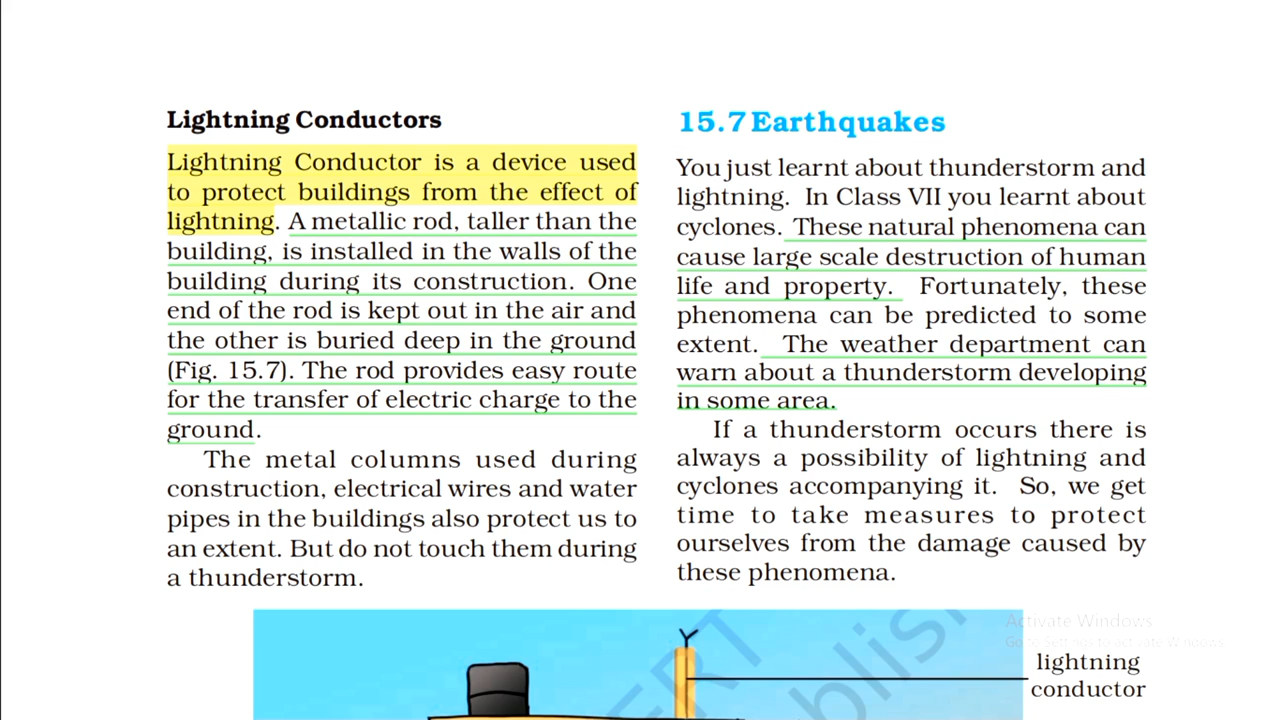 Lightning Conductors
Lightning Conductor is a device used
to protect buildings from the effect of
lightning. A metallic rod, taller than the
building, is installed in the walls of the
building during its construction. One
end of the rod is kept out in the air and
the other is buried deep in the ground
(Fig. 15.7). The rod provides easy route
for the transfer of electric charge to the
ground.
The metal columns used during
construction, electrical wires and water
pipes in the buildings also protect us to
an extent. But do not touch them during
a thunderstorm.
15.7 Earthquakes
You just learnt about thunderstorm and
lightning. In Class VII you learnt about
cyclones. These natural phenomena can
cause large scale destruction of human
life and property. Fortunately, these
phenomena can be predicted to some
extent. The weather department can
warn about a thunderstorm developing
in some area.
If a thunderstorm occurs there is
always a possibility of lightning and
cyclones accompanying it. So, we get
time to take measures to protect
ourselves from the damage caused by
these phenomena.
Activate Windows
Go to Settings to activate Windows
lightning
conductor